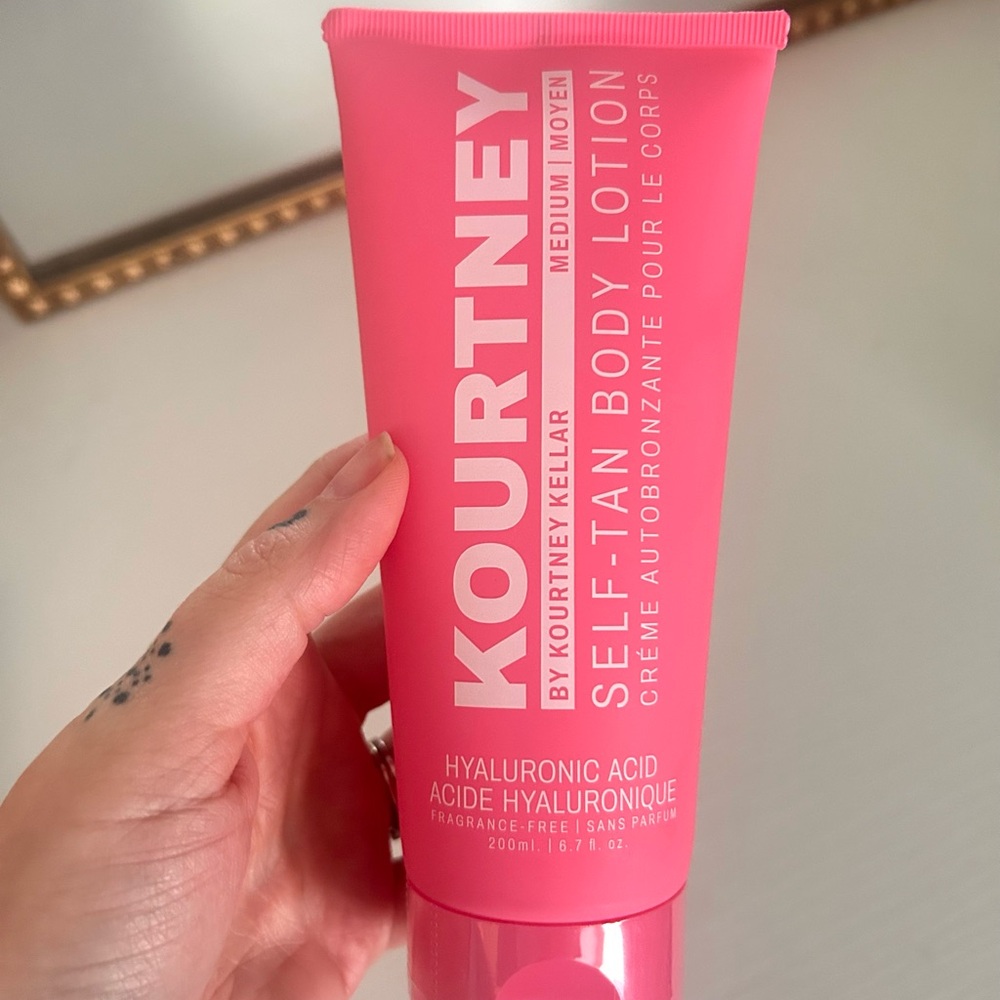 KOURTNEY
BY KOURTNEY KELLAR MEDIUM | MOYEN
SELF-TAN BODY LOTION
CRÉME AUTOBRONZANTE POUR LE CORPS
HYALURONIC ACID
ACIDE HYALURONIQUE
FRAGRANCE-FREE | SANS PARFUM
200ml. | 6.7 fl. oz.